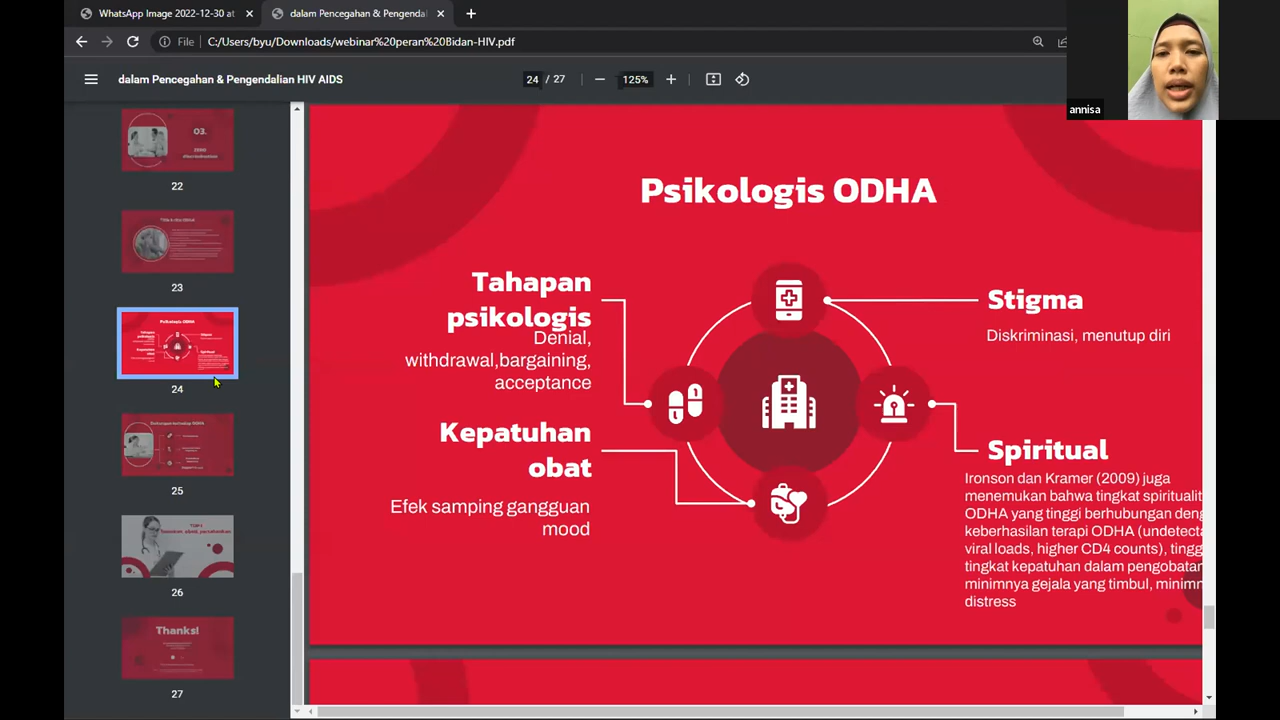 WhatsApp Image 2022-12-30 at
dalam Pencegahan & Pengendal
File
C:/Users/byu/Downloads/webinar%20peran%20Bidan-HIV.pdf
dalam Pencegahan & Pengendalian HIV AIDS
24 / 27
125%
annisa
03.
22
23
Psikologis ODHA
24
25
26
Thanks!
27
Psikologis ODHA
Tahapan
psikologis
Denial,
withdrawal,bargaining,
acceptance
Kepatuhan
obat
Efek samping gangguan
mood
Stigma
Diskriminasi, menutup diri
Spiritual
Ironson dan Kramer (2009) juga
menemukan bahwa tingkat spiritualit
ODHA yang tinggi berhubungan deng
keberhasilan terapi ODHA (undetecta
viral loads, higher CD4 counts), tingg
tingkat kepatuhan dalam pengobatan
minimnya gejala yang timbul, minimn
distress